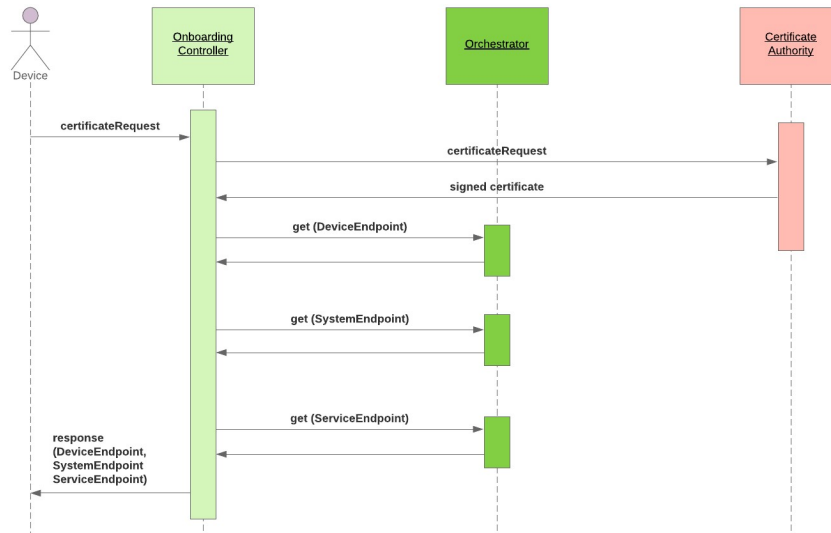 Onboarding
Controller
Orchestrator
Certificate
Authority
Device
certificateRequest
certificateRequest
signed certificate
get (DeviceEndpoint)
get (SystemEndpoint)
get (ServiceEndpoint)
response
(DeviceEndpoint,
SystemEndpoint
ServiceEndpoint)